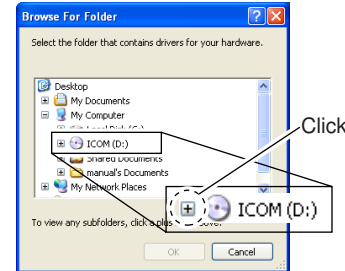 Browse For Folder
Select the folder that contains drivers for your hardware.
Desktop
My Documents
My Computer
ICOM (D:)
Shared Documents
manual's Documents
My Network Places
Click
ICOM (D:)
To view any subfolders, click a plus
OK
Cancel